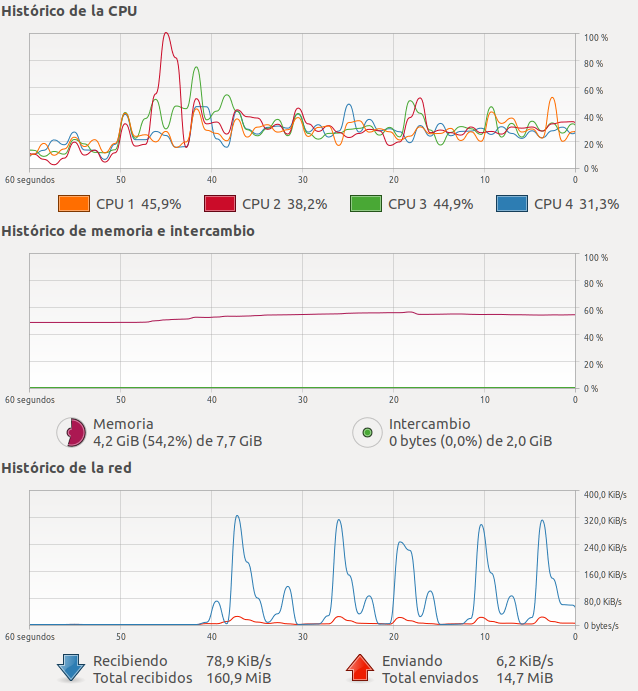 Histórico de la CPU
100 %
80 %
60 %
40 %
20 %
0 %
60 segundos 50 40 30 20 10 0
CPU 1 45,9% CPU 2 38,2% CPU 3 44,9% CPU 4 31,3%
Histórico de memoria e intercambio
100 %
80 %
60 %
40 %
20 %
0 %
60 segundos 50 40 30 20 10 0
Memoria
4,2 GiB (54,2%) de 7,7 GiB
Intercambio
0 bytes (0,0%) de 2,0 GiB
Histórico de la red
400,0 KiB/s
320,0 KiB/s
240,0 KiB/s
160,0 KiB/s
80,0 KiB/s
0 bytes/s
60 segundos 50 40 30 20 10 0
Recibiendo 78,9 KiB/s
Total recibidos 160,9 MiB
Enviando 6,2 KiB/s
Total enviados 14,7 MiB